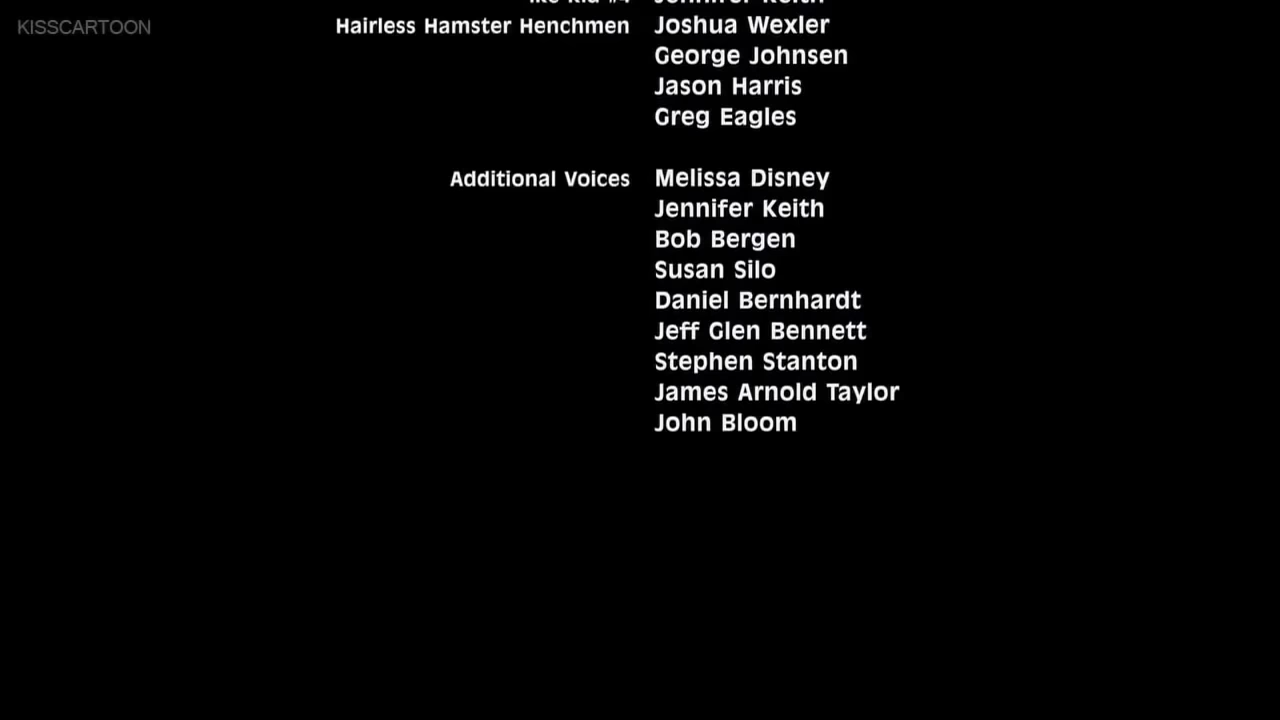 KISSCARTOON
Hairless Hamster Henchmen Joshua Wexler
George Johnsen
Jason Harris
Greg Eagles
Additional Voices Melissa Disney
Jennifer Keith
Bob Bergen
Susan Silo
Daniel Bernhardt
Jeff Glen Bennett
Stephen Stanton
James Arnold Taylor
John Bloom